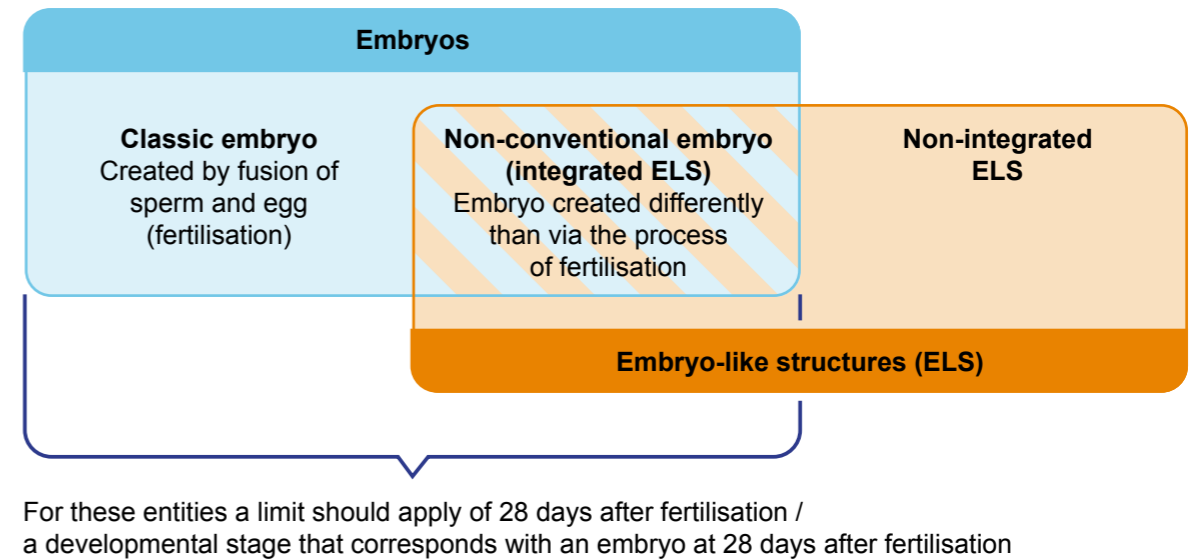 Embryos
Classic embryo
Created by fusion of
sperm and egg
(fertilisation)
Non-conventional embryo
(integrated ELS)
Embryo created differently
than via the process
of fertilisation
Non-integrated
ELS
Embryo-like structures (ELS)
For these entities a limit should apply of 28 days after fertilisation /
a developmental stage that corresponds with an embryo at 28 days after fertilisation